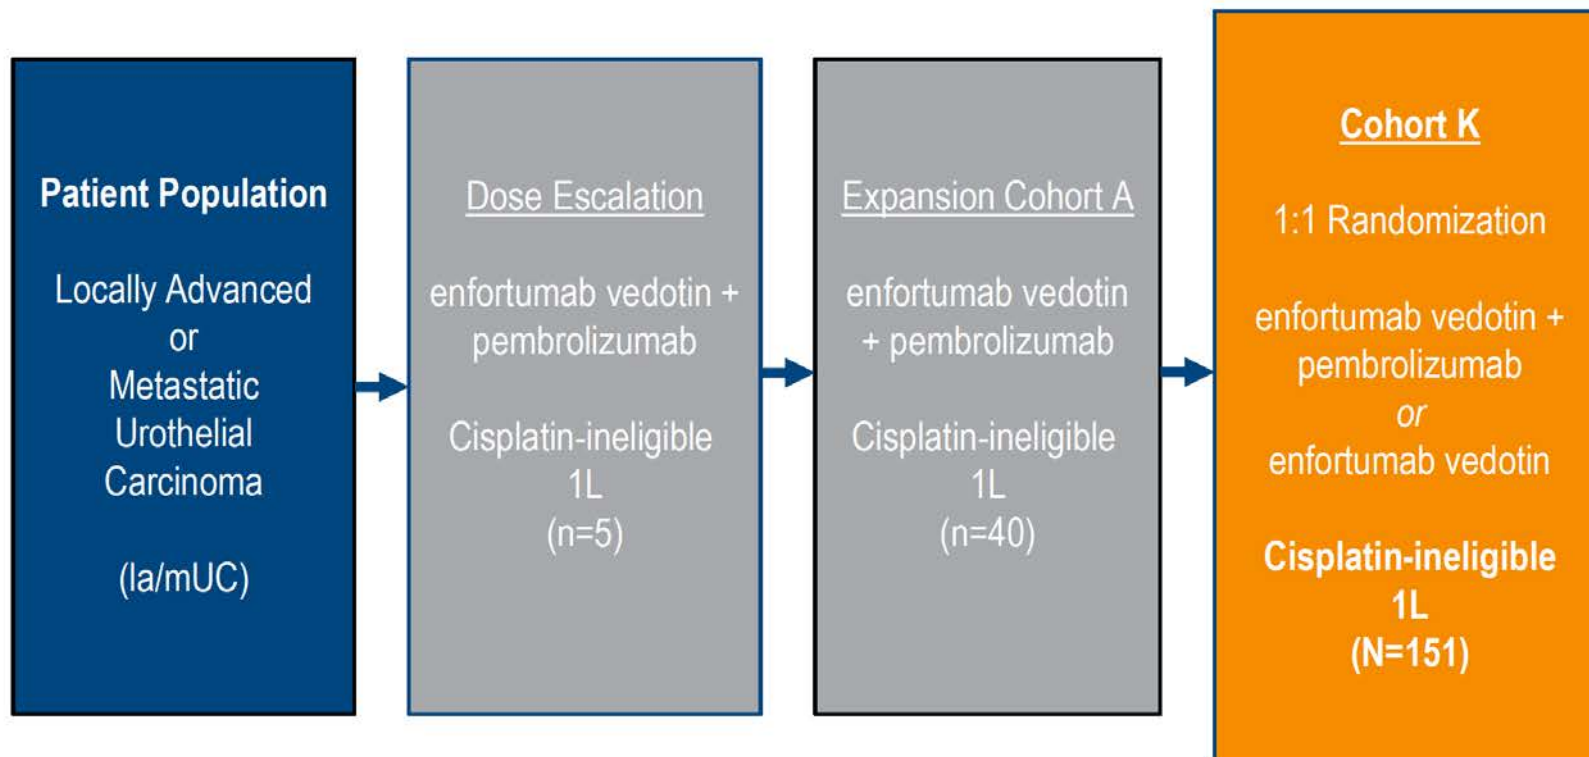 Patient Population
Locally Advanced
or
Metastatic
Urothelial
Carcinoma
(la/mUC)
Dose Escalation
enfortumab vedotin +
pembrolizumab
Cisplatin-ineligible
1L
(n=5)
Expansion Cohort A
enfortumab vedotin
+ pembrolizumab
Cisplatin-ineligible
1L
(n=40)
Cohort K
1:1 Randomization
enfortumab vedotin +
pembrolizumab
or
enfortumab vedotin
Cisplatin-ineligible
1L
(N=151)